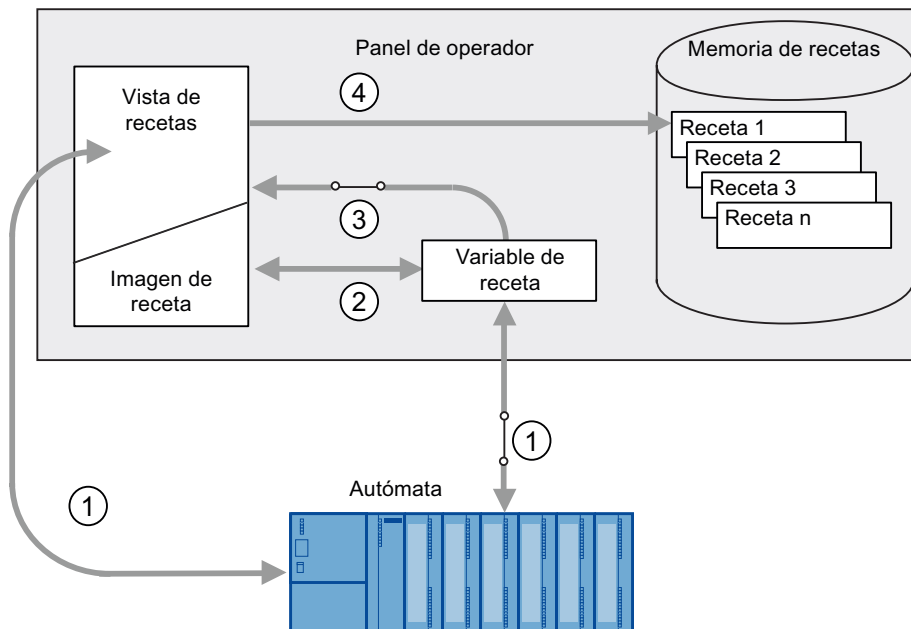 Panel de operador
Memoria de recetas
Vista de
recetas
4
Receta 1
Receta 2
Receta 3
Receta n
3
Imagen de
receta
2
Variable de
receta
1
Autómata
1